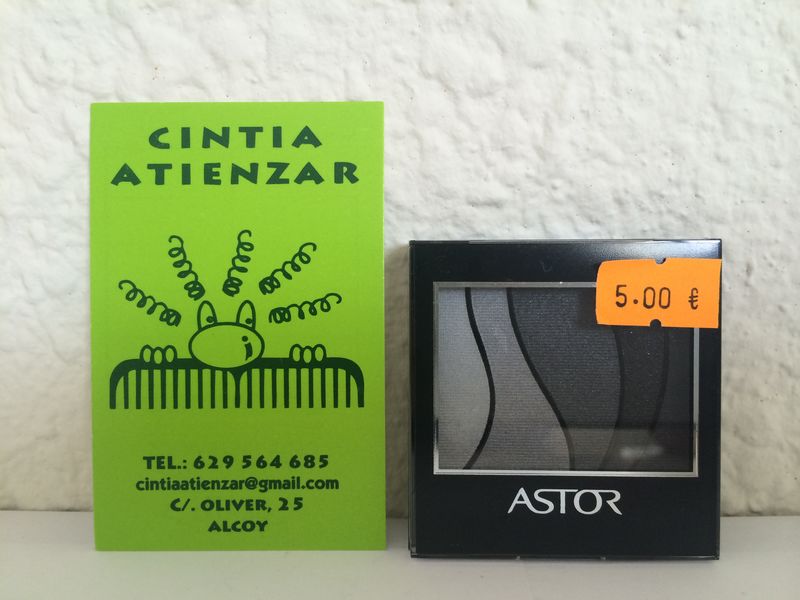 CINTIA
ATIENZAR
TEL.: 629 564 685
cintiaatienzar@gmail.com
C/. OLIVER, 25
ALCOY
5.00 €
ASTOR